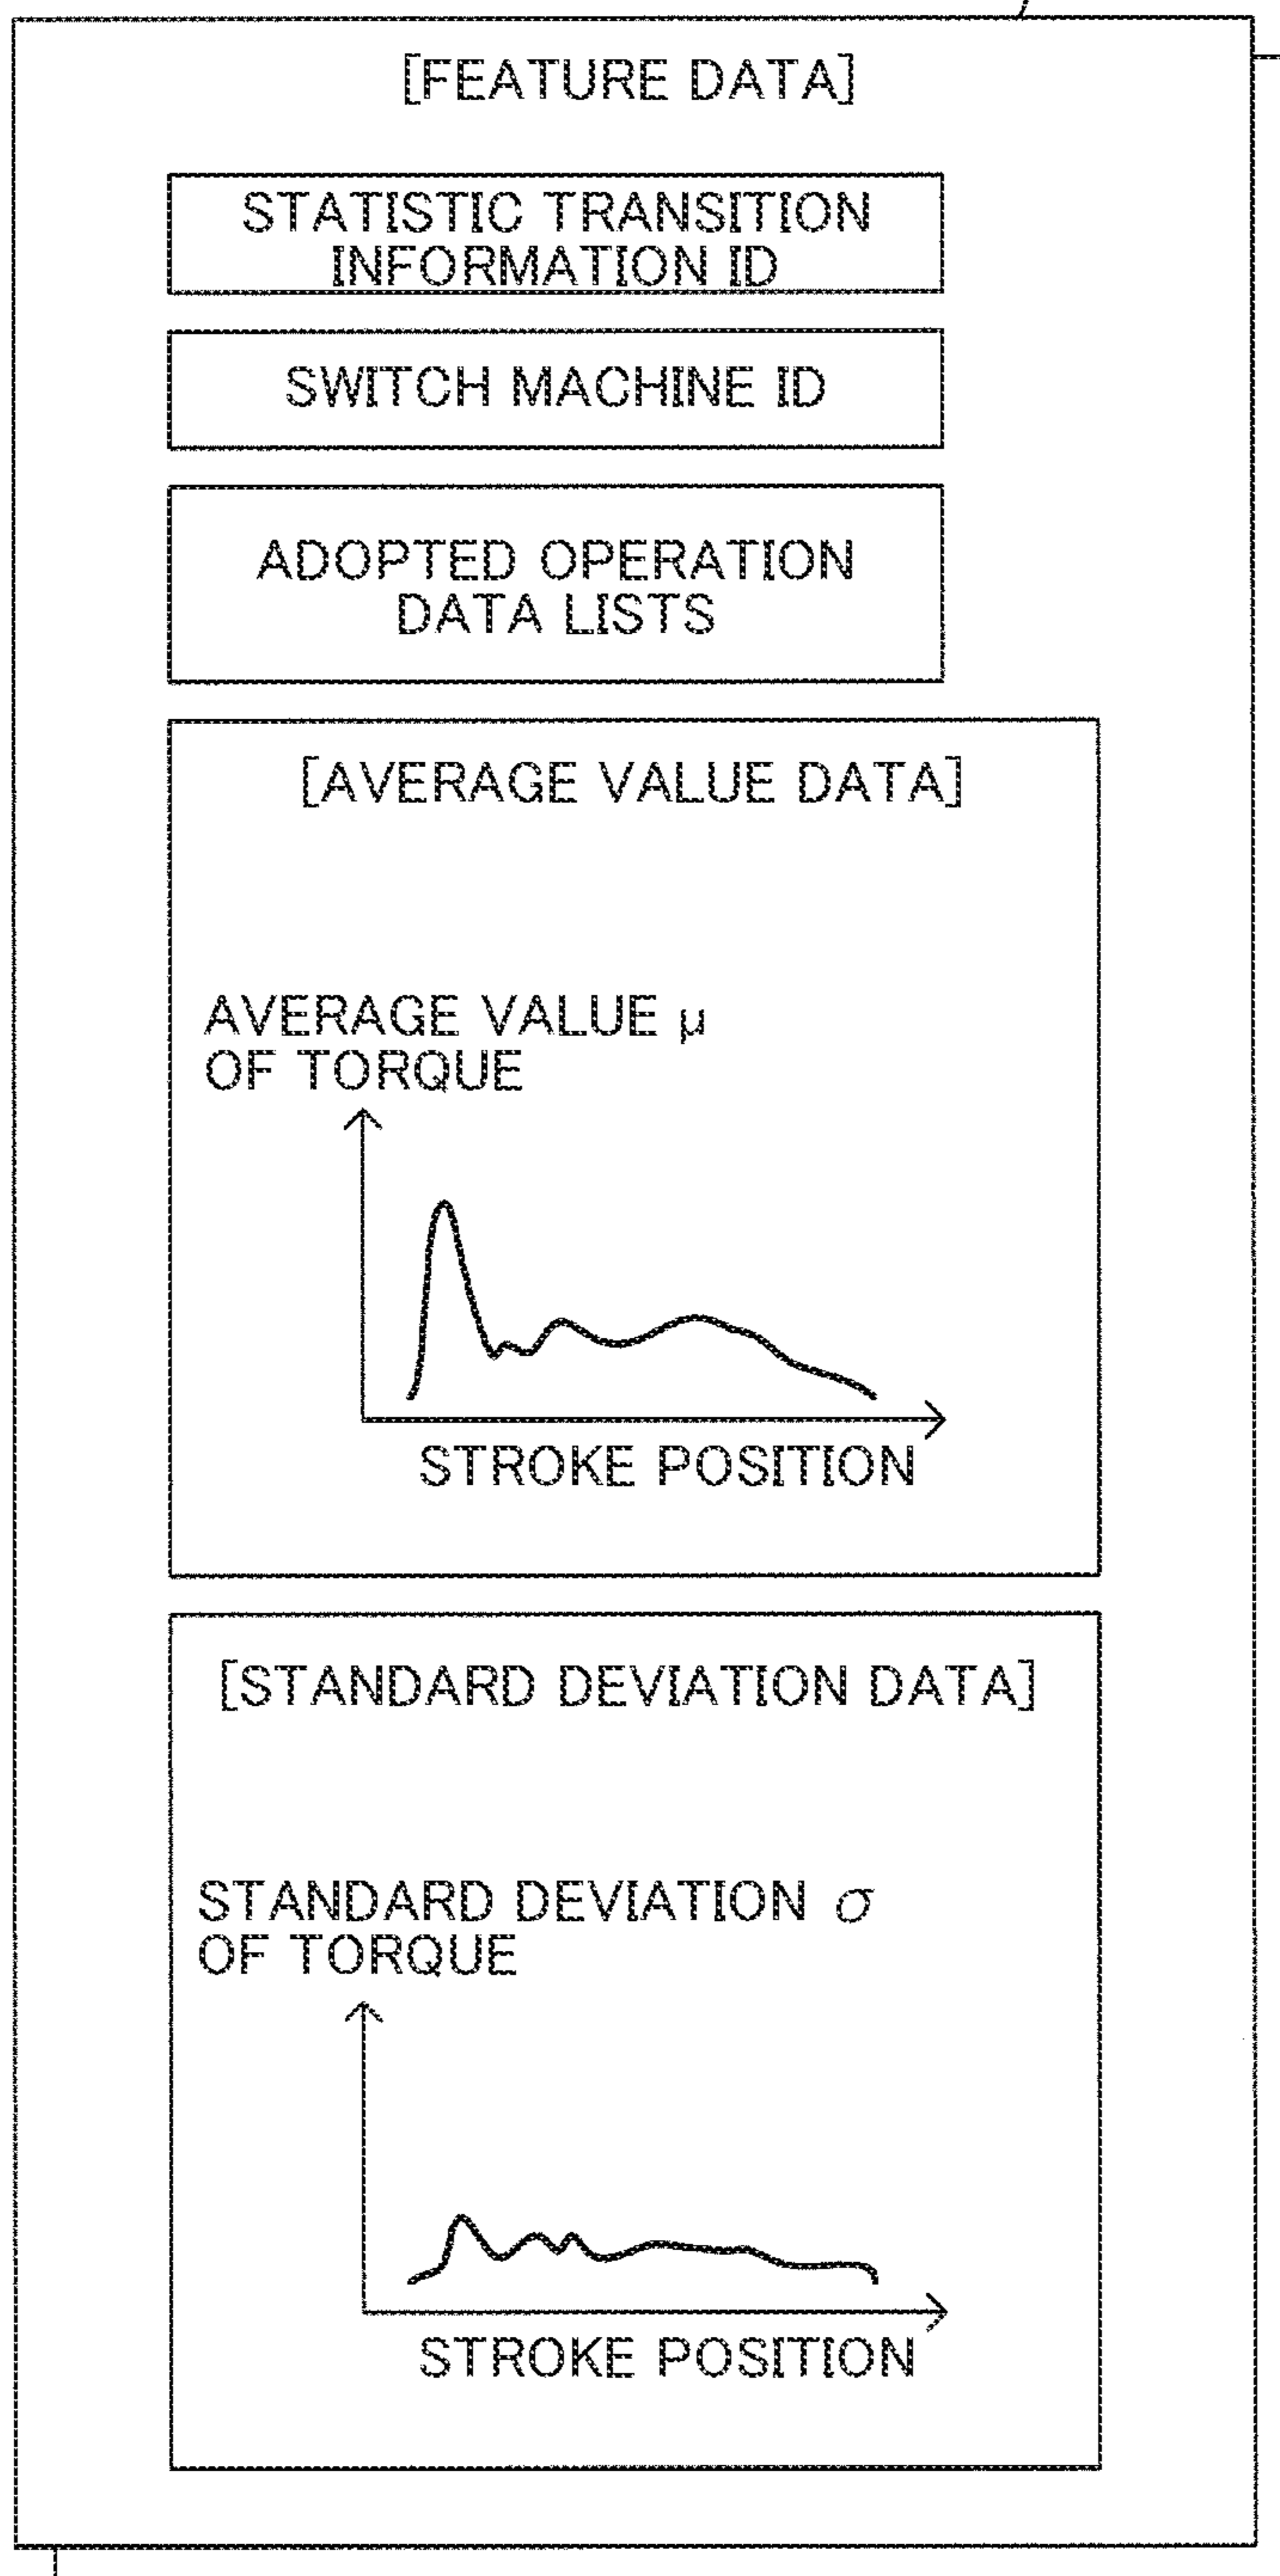 [FEATURE DATA]
STATISTIC TRANSITION
INFORMATION ID
SWITCH MACHINE ID
ADOPTED OPERATION
DATA LISTS
[AVERAGE VALUE DATA]
AVERAGE VALUE μ
OF TORQUE
STROKE POSITION
[STANDARD DEVIATION DATA]
STANDARD DEVIATION σ
OF TORQUE
STROKE POSITION